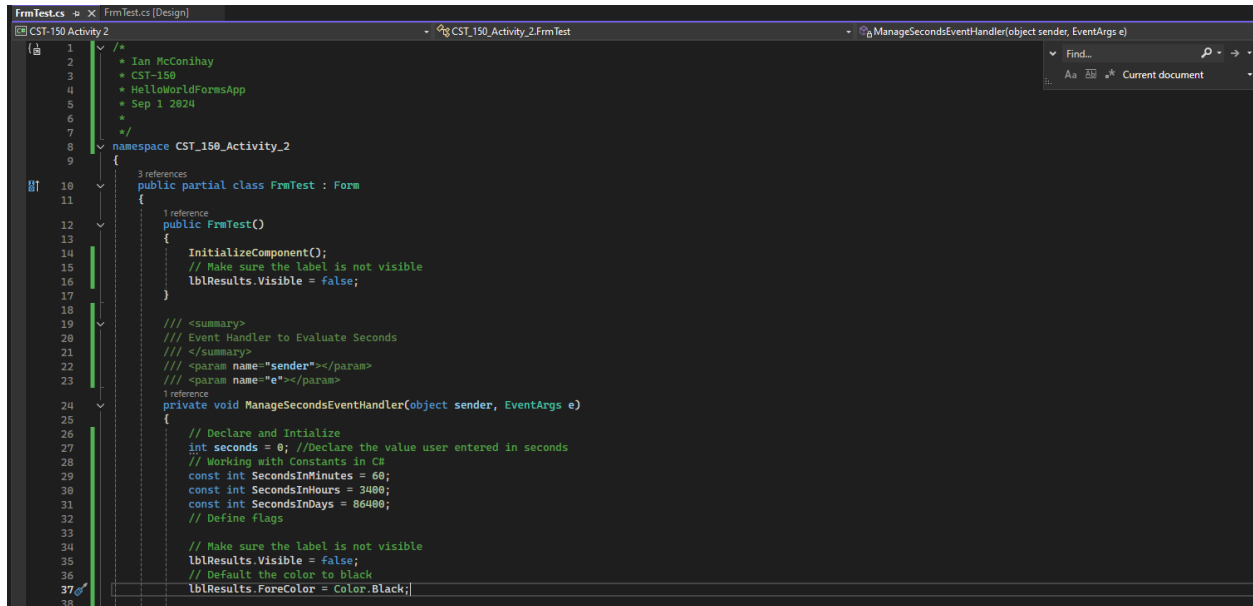 FrmTest.cs FrmTest.cs [Design]
CST-150 Activity 2 CST_150_Activity_2.FrmTest ManageSecondsEventHandler(object sender, EventArgs e)
Find...
Aa Ab .* Current document
1 /*
2 * Ian McConihay
3 * CST-150
4 * HelloWorldFormsApp
5 * Sep 1 2024
6 *
7 */
8 namespace CST_150_Activity_2
9 {
3 references
10 public partial class FrmTest : Form
11 {
1 reference
12 public FrmTest()
13 {
14 InitializeComponent();
15 // Make sure the label is not visible
16 lblResults.Visible = false;
17 }
18
19 /// <summary>
20 /// Event Handler to Evaluate Seconds
21 /// </summary>
22 /// <param name="sender"></param>
23 /// <param name="e"></param>
1 reference
24 private void ManageSecondsEventHandler(object sender, EventArgs e)
25 {
26 // Declare and Intialize
27 int seconds = 0; //Declare the value user entered in seconds
28 // Working with Constants in C#
29 const int SecondsInMinutes = 60;
30 const int SecondsInHours = 3400;
31 const int SecondsInDays = 86400;
32 // Define flags
33
34 // Make sure the label is not visible
35 lblResults.Visible = false;
36 // Default the color to black
37 lblResults.ForeColor = Color.Black;
38